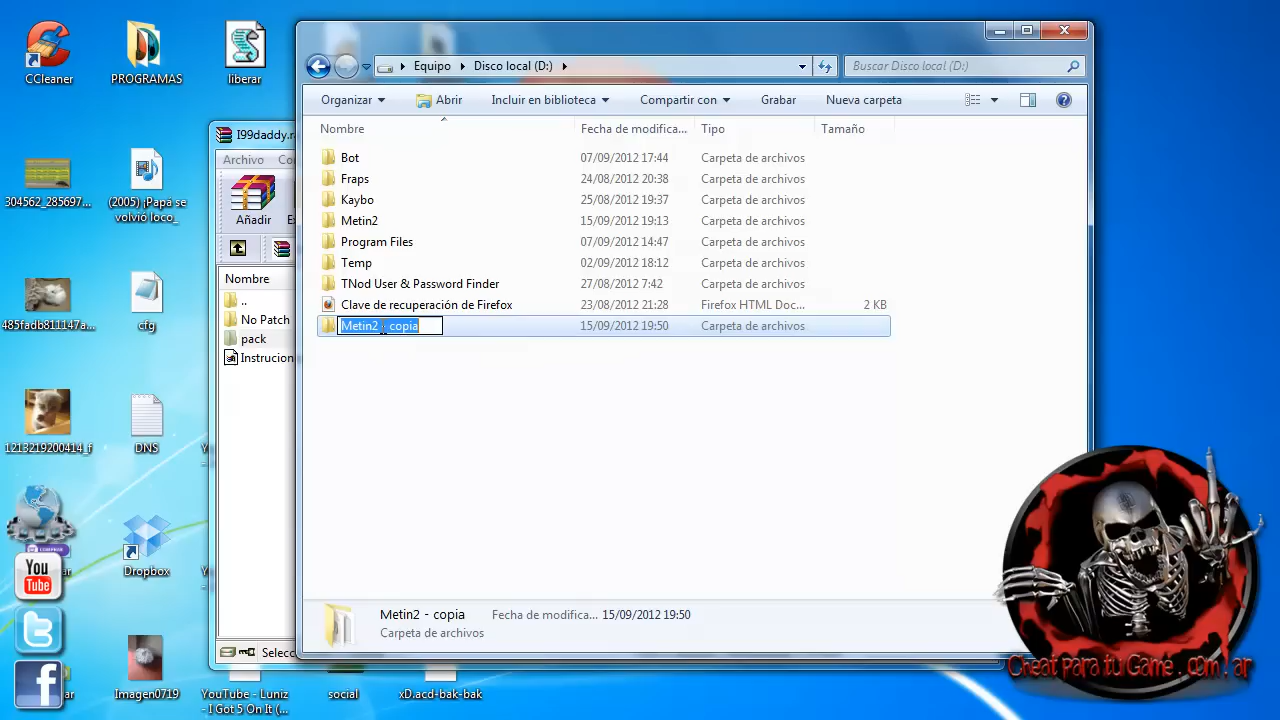 CCleaner
PROGRAMAS
liberar
304562_285697...
(2005) ¡Papá se
volvió loco_
485fadb811147a...
cfg
1213219200414_f
DNS
COMPRAR
You
Tube
Dropbox
Imagen0719
YouTube - Luniz
- I Got 5 On It (...
social
xD.acd-bak-bak
I99daddy.ra
Archivo
Añadir
Nombre
..
No Patch
pack
Instrucion
Selecc
Equipo
Disco local (D:)
Buscar Disco local (D:)
Organizar
Abrir
Incluir en biblioteca
Compartir con
Grabar
Nueva carpeta
Nombre Fecha de modifica... Tipo Tamaño
Bot 07/09/2012 17:44 Carpeta de archivos
Fraps 24/08/2012 20:38 Carpeta de archivos
Kaybo 25/08/2012 19:37 Carpeta de archivos
Metin2 15/09/2012 19:13 Carpeta de archivos
Program Files 07/09/2012 14:47 Carpeta de archivos
Temp 02/09/2012 18:12 Carpeta de archivos
TNod User & Password Finder 27/08/2012 7:42 Carpeta de archivos
Clave de recuperación de Firefox 23/08/2012 21:28 Firefox HTML Doc... 2 KB
Metin2 - copia 15/09/2012 19:50 Carpeta de archivos
Metin2 - copia Fecha de modifica... 15/09/2012 19:50
Carpeta de archivos
Cheat para tu Game .com.ar